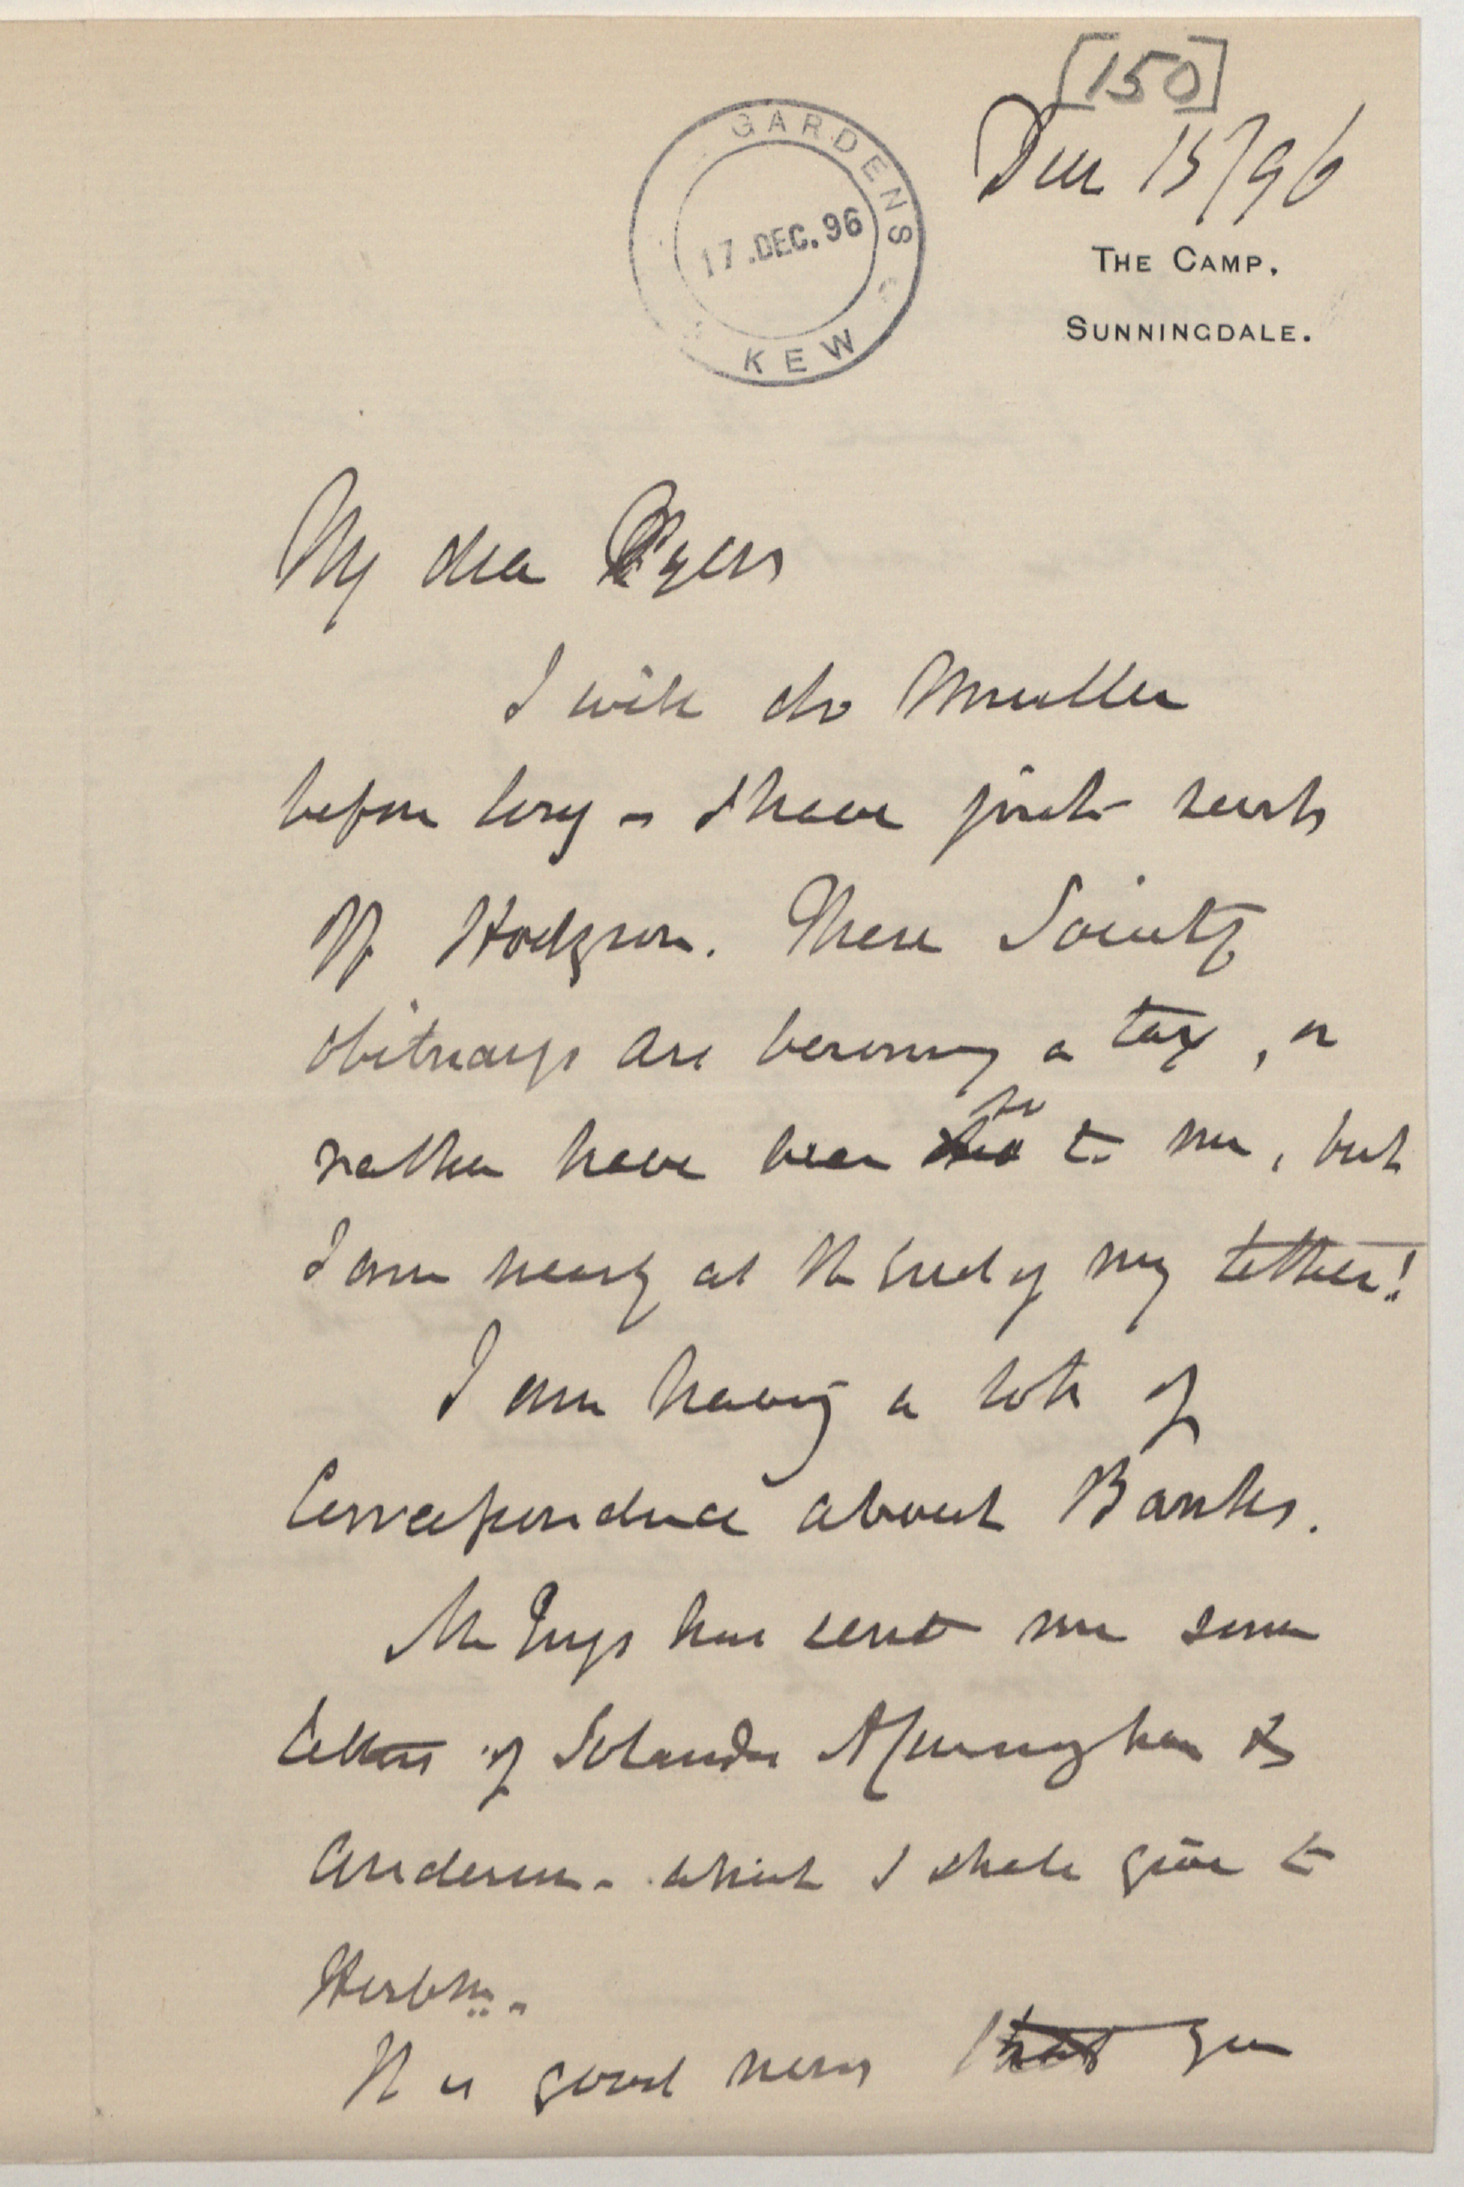 [150]
Dec 15/96
GARDENS
17.DEC.96
KEW
THE CAMP,
SUNNINGDALE.
My dear Dyer
I will do Mueller
before long – I have just sent
off Hodgson. These Society
obituarys are becoming a tax, or
rather have been so to me, but
I am nearly at the end of my tether!
I am having a lot of
Correspondence about Banks.
Mr has sent me some
letters of Solander A Cunningham &
Anderson – which I shall give to
Herbm. –
It is good news that you